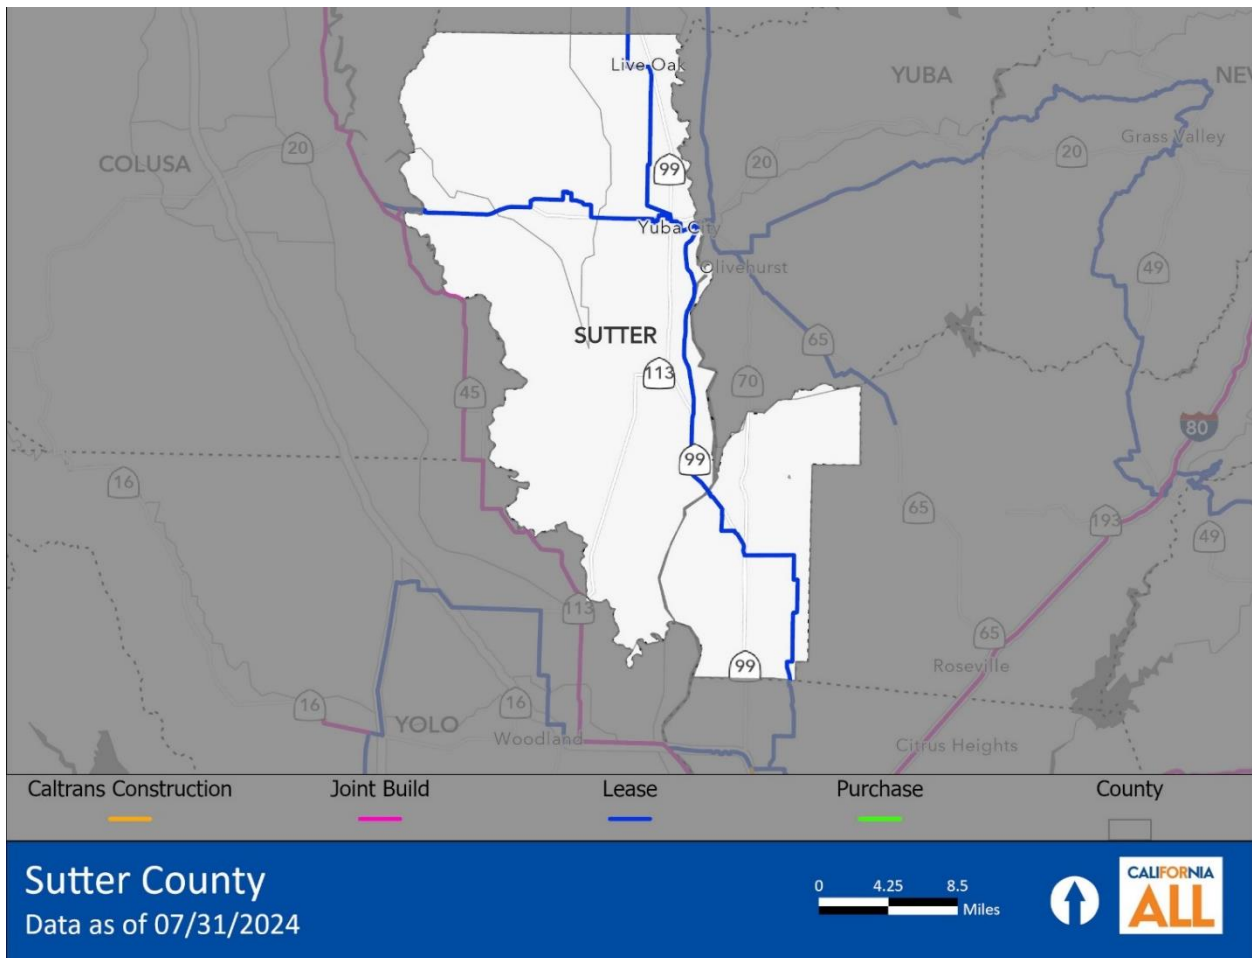 YUBA
NEV
Live Oak
Grass Valley
COLUSA
20
20
20
99
Yuba City
Olivehurst
49
SUTTER
65
113
70
45
80
99
16
65
193
49
113
65
99
Roseville
16
16
YOLO
Woodland
Citrus Heights
Caltrans Construction
Joint Build
Lease
Purchase
County
Sutter County
Data as of 07/31/2024
0 4.25 8.5
Miles
CALIFORNIA
ALL